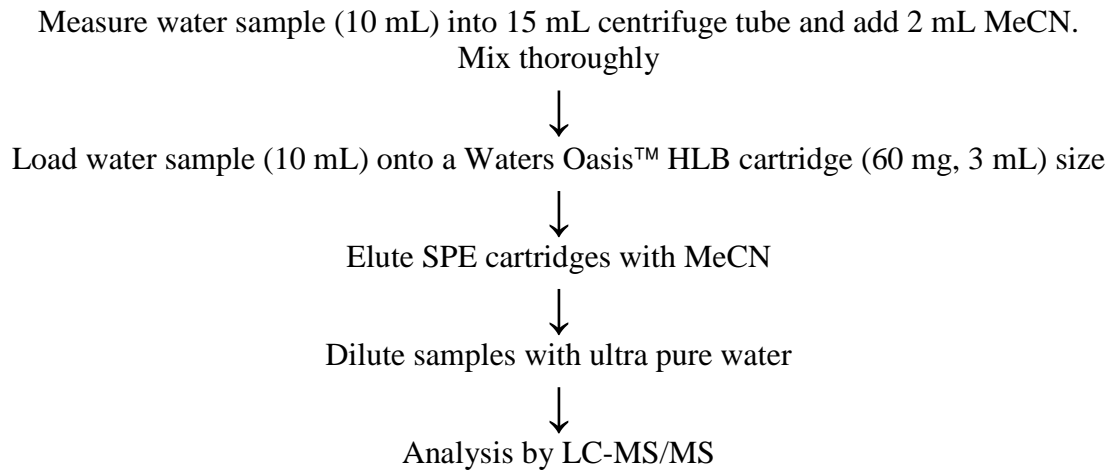 Measure water sample (10 mL) into 15 mL centrifuge tube and add 2 mL MeCN.
Mix thoroughly
Load water sample (10 mL) onto a Waters Oasis™ HLB cartridge (60 mg, 3 mL) size
Elute SPE cartridges with MeCN
Dilute samples with ultra pure water
Analysis by LC-MS/MS